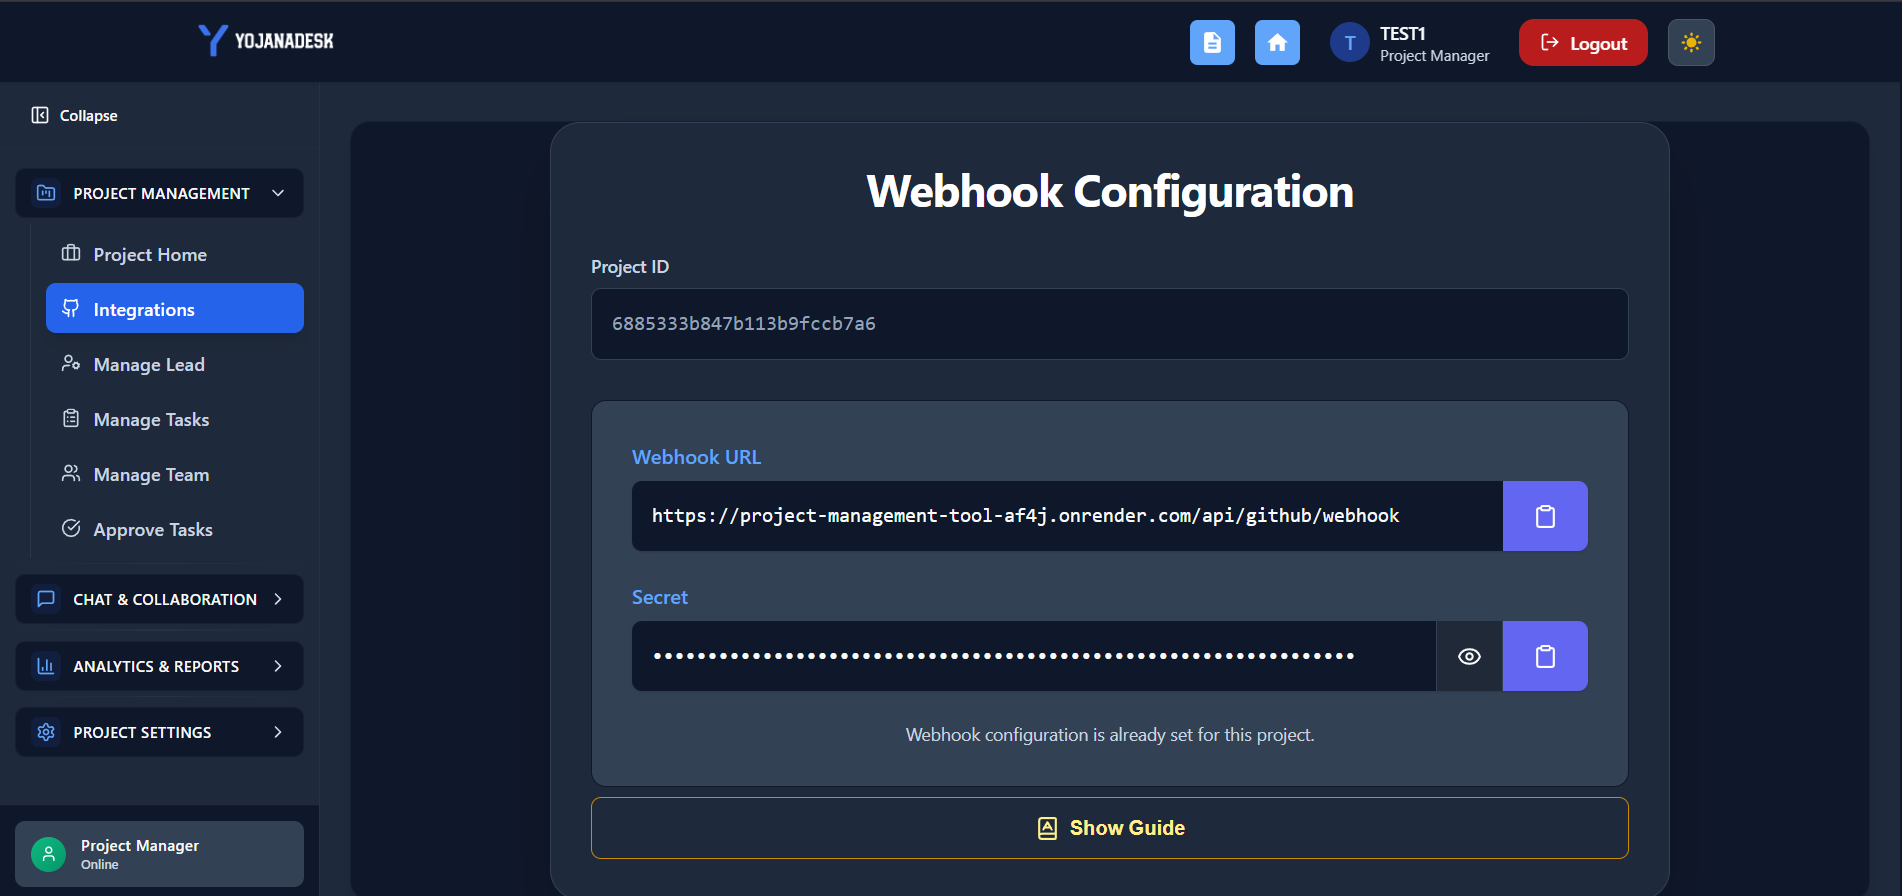 YOJANADESK
T
TEST1
Project Manager
Logout
Collapse
PROJECT MANAGEMENT
Project Home
Integrations
Manage Lead
Manage Tasks
Manage Team
Approve Tasks
CHAT & COLLABORATION
ANALYTICS & REPORTS
PROJECT SETTINGS
Project Manager
Online
Webhook Configuration
Project ID
6885333b847b113b9fccb7a6
Webhook URL
https://project-management-tool-af4j.onrender.com/api/github/webhook
Secret
••••••••••••••••••••••••••••••••••••••••••••••••••••••••••••••••
Webhook configuration is already set for this project.
Show Guide